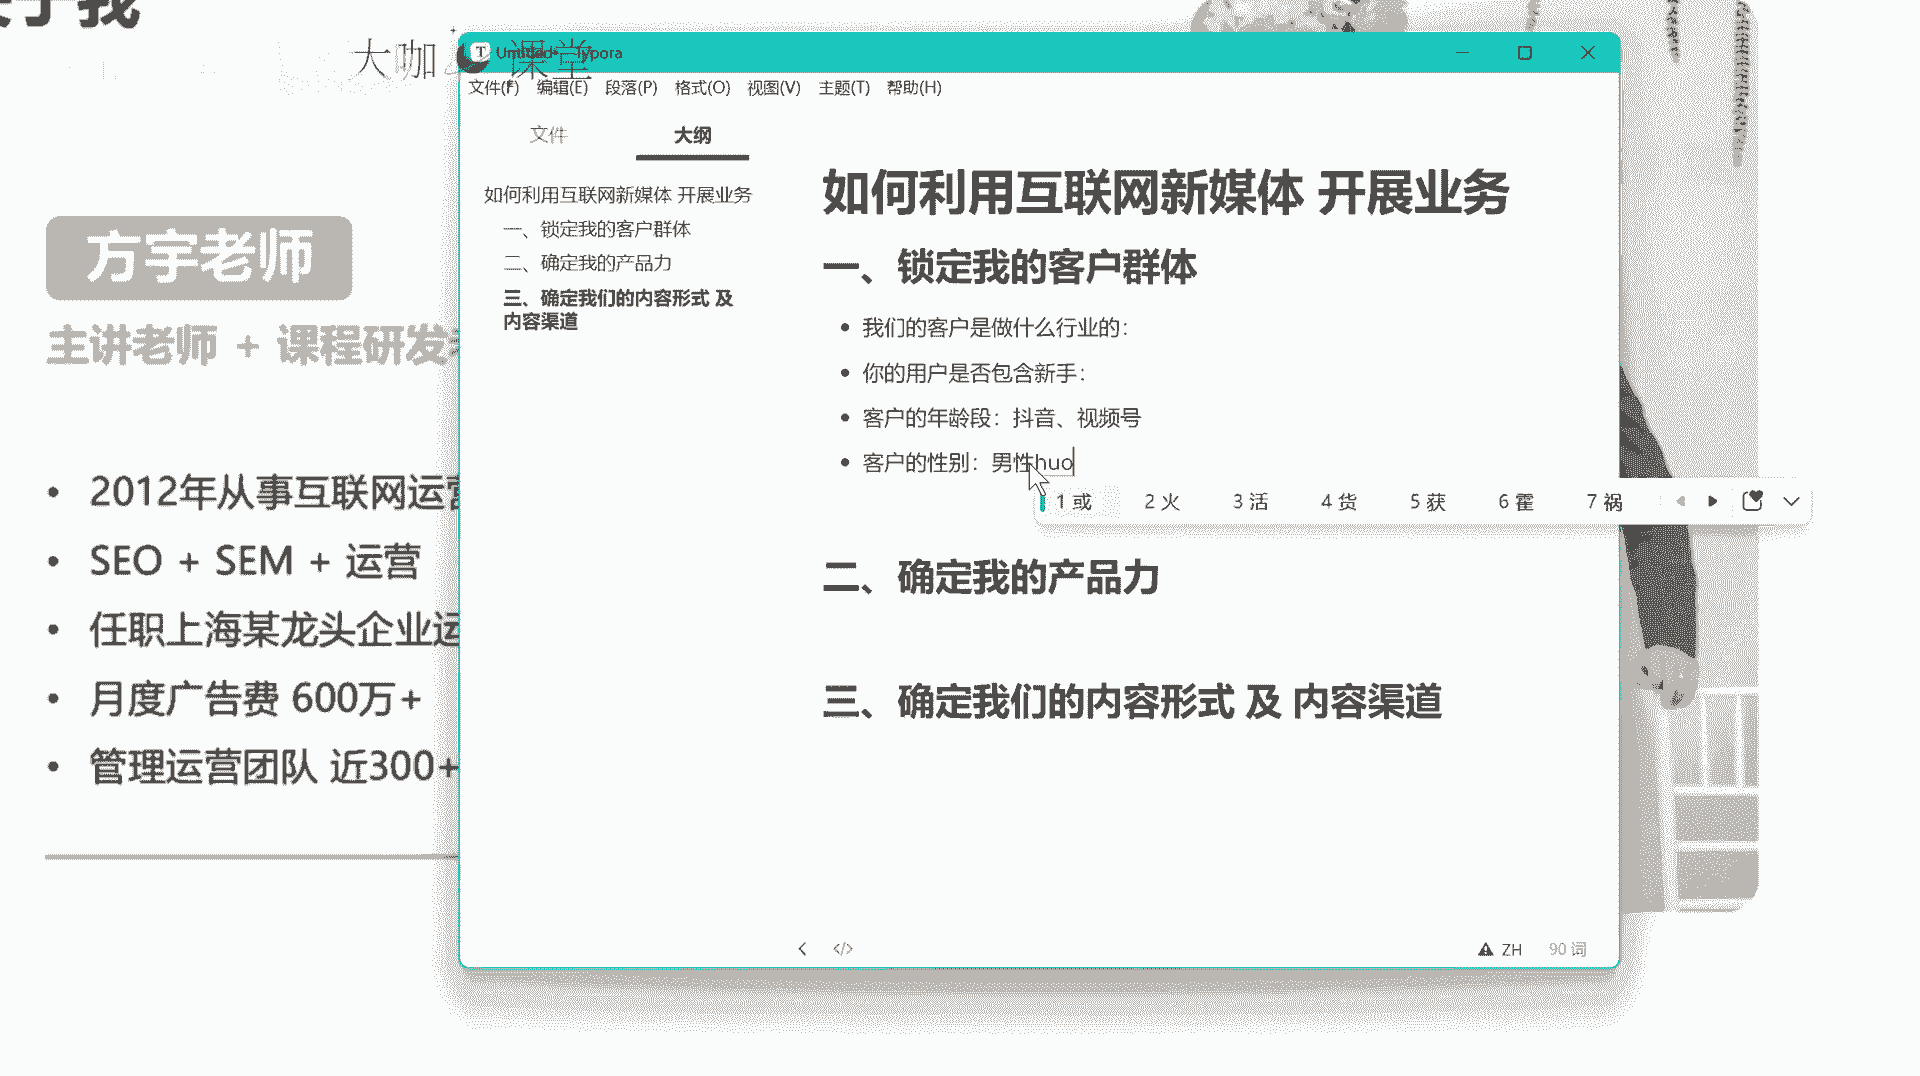 大咖 课堂
Typora
文件(F) 编辑(E) 段落(P) 格式(O) 视图(V) 主题(T) 帮助(H)
文件 大纲
如何利用互联网新媒体 开展业务
一、锁定我的客户群体
二、确定我的产品力
三、确定我们的内容形式 及
内容渠道
如何利用互联网新媒体 开展业务
一、锁定我的客户群体
• 我们的客户是做什么行业的：
• 你的用户是否包含新手：
• 客户的年龄段：抖音、视频号
• 客户的性别：男性huo
1 或 2 火 3 活 4 货 5 获 6 霍 7 祸
二、确定我的产品力
三、确定我们的内容形式 及 内容渠道
ZH 90 词
方宇老师
主讲老师 + 课程研发
• 2012年从事互联网运营
• SEO + SEM + 运营
• 任职上海某龙头企业运
• 月度广告费 600万+
• 管理运营团队 近300+